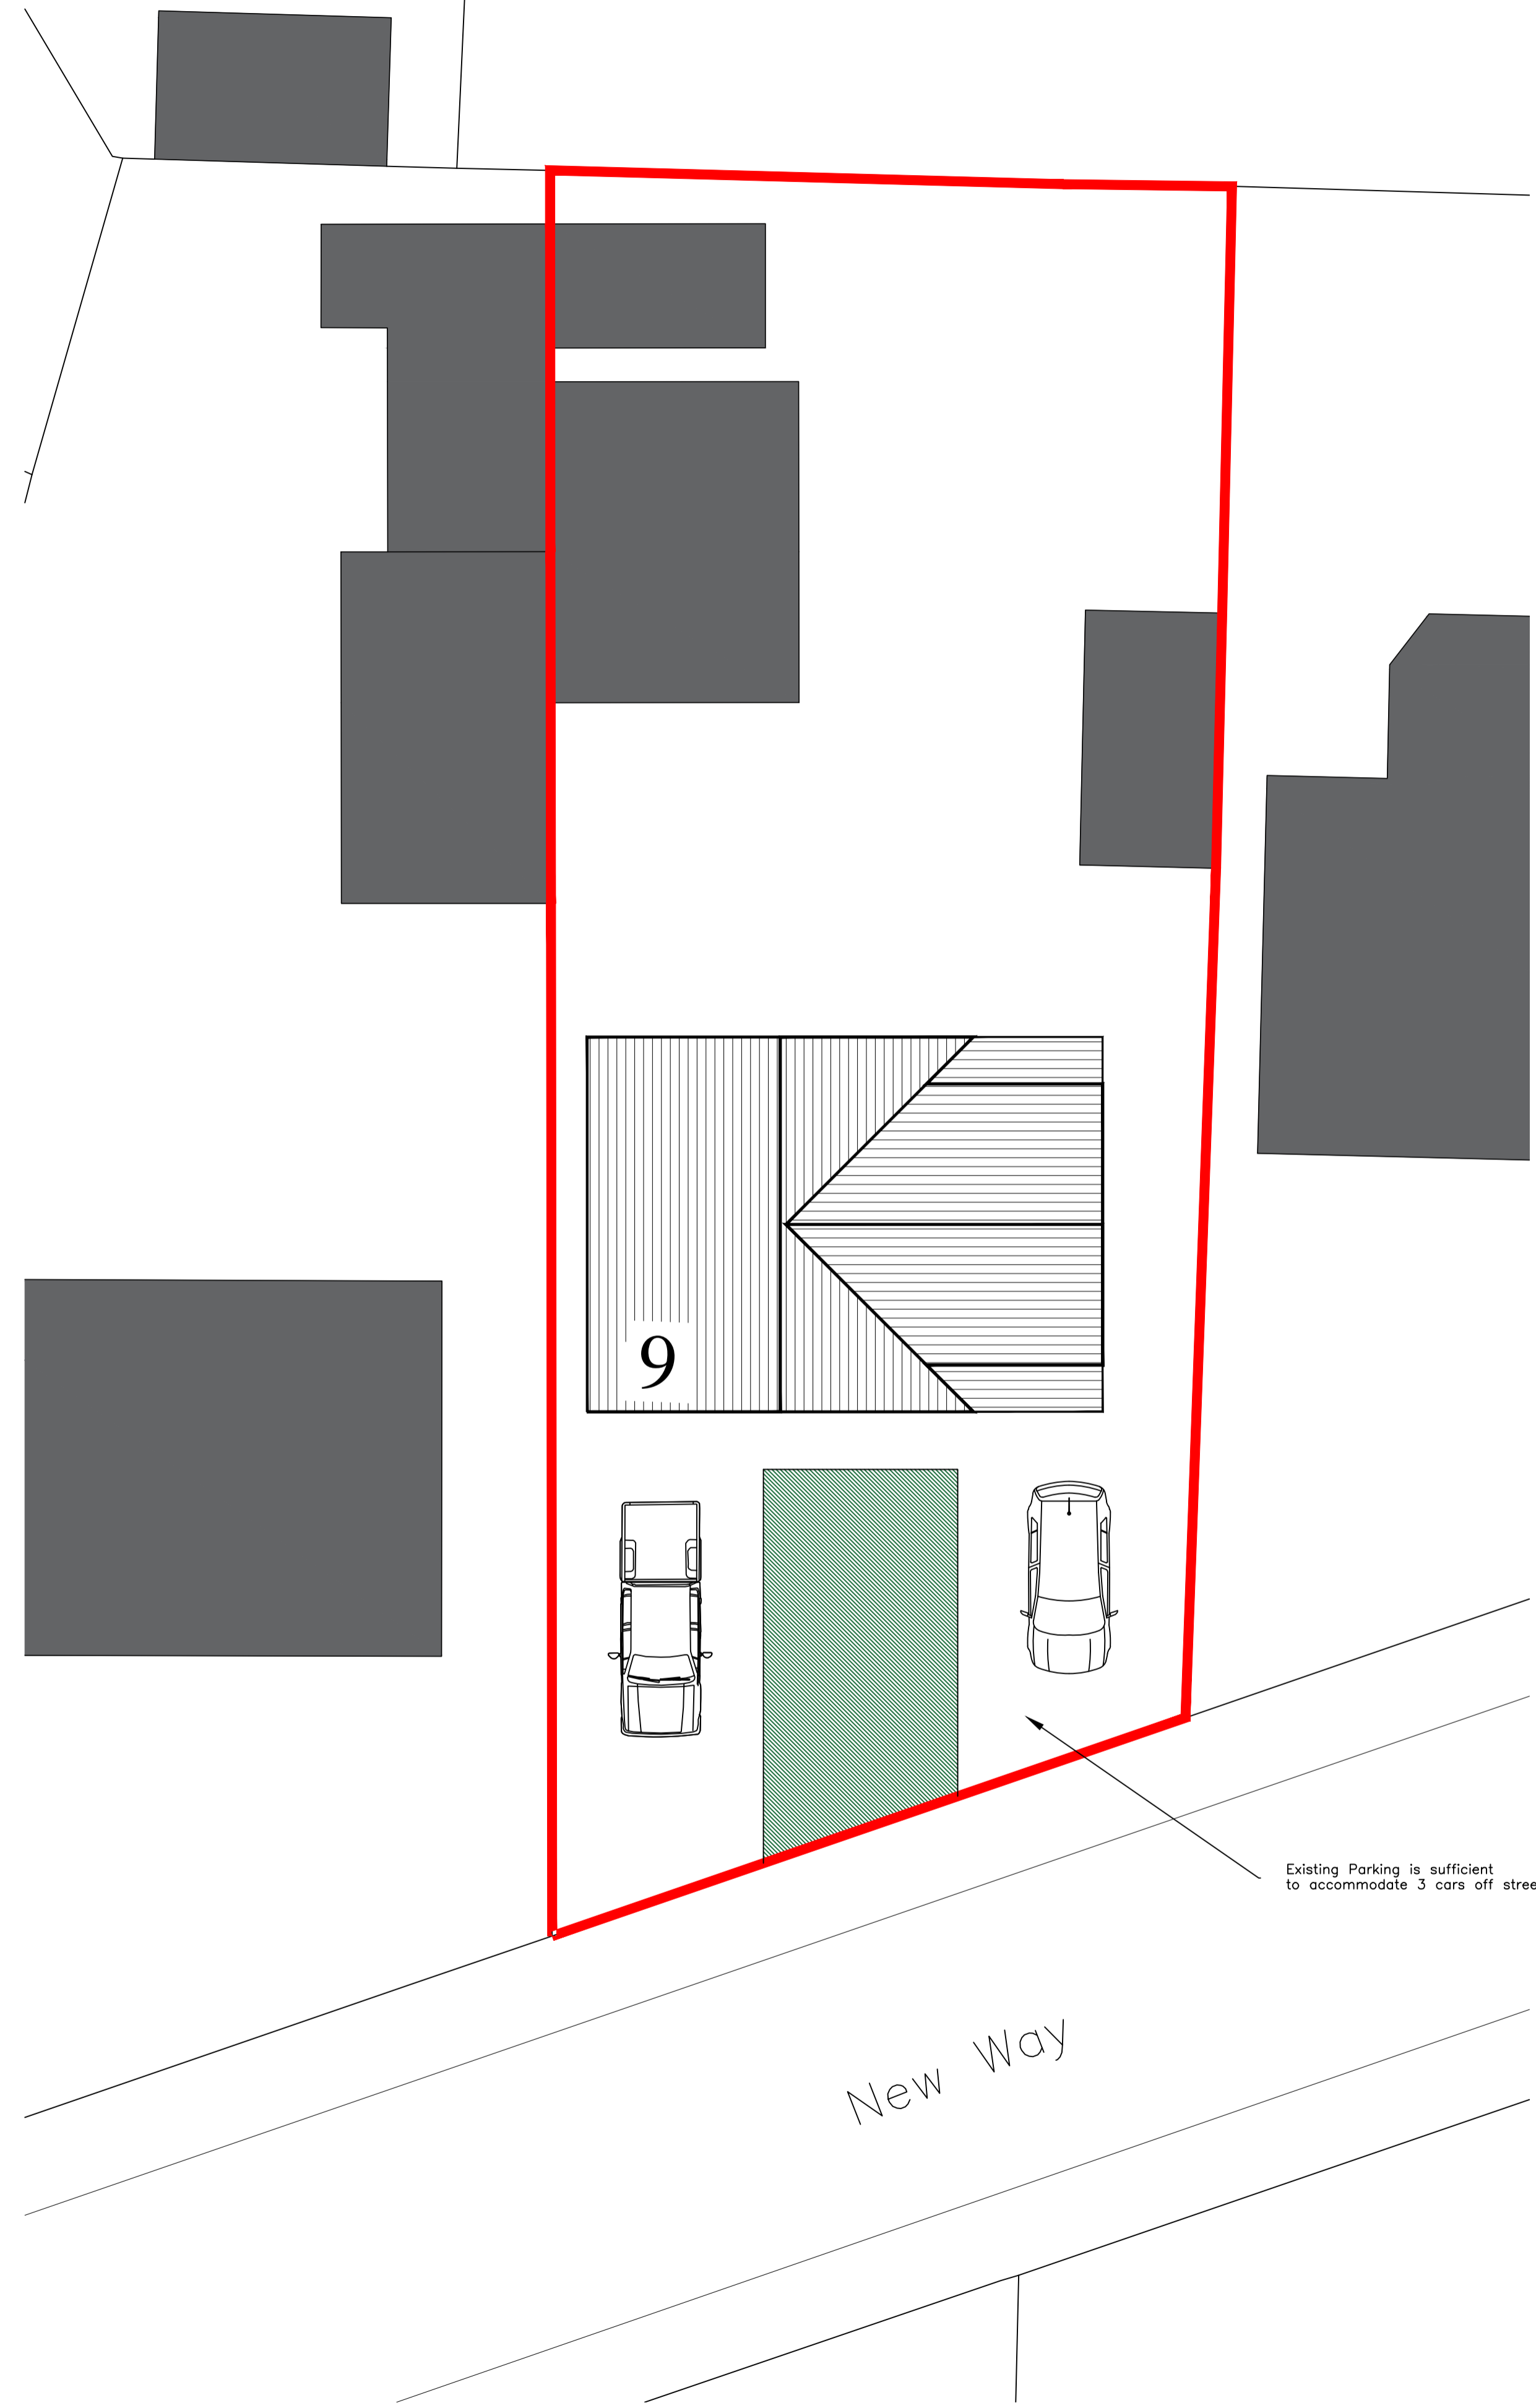 9
Existing Parking is sufficient
to accommodate 3 cars off
New Way